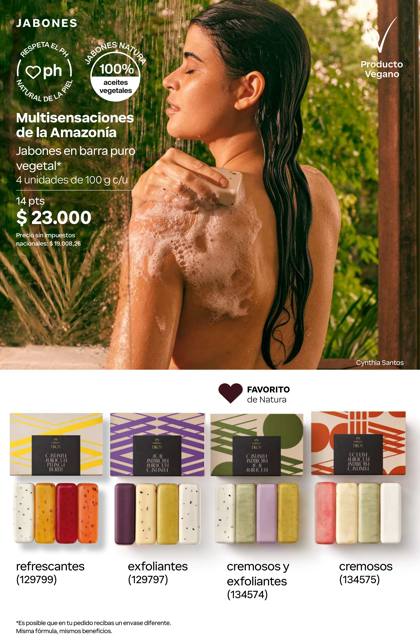 JABONES
RESPETA EL PH
ph
NATURAL DE LA PIEL
JABONES NATURA
100%
aceites
vegetales
Producto
Vegano
Multisensaciones
de la Amazonía
Jabones en barra puro
vegetal*
4 unidades de 100 g c/u
14 pts
$ 23.000
Precio sin impuestos
nacionales: $ 19.008,26
Cynthia Santos
FAVORITO
de Natura
refrescantes
(129799)
exfoliantes
(129797)
cremosos y
exfoliantes
(134574)
cremosos
(134575)
*Es posible que en tu pedido recibas un envase diferente.
Misma fórmula, mismos beneficios.